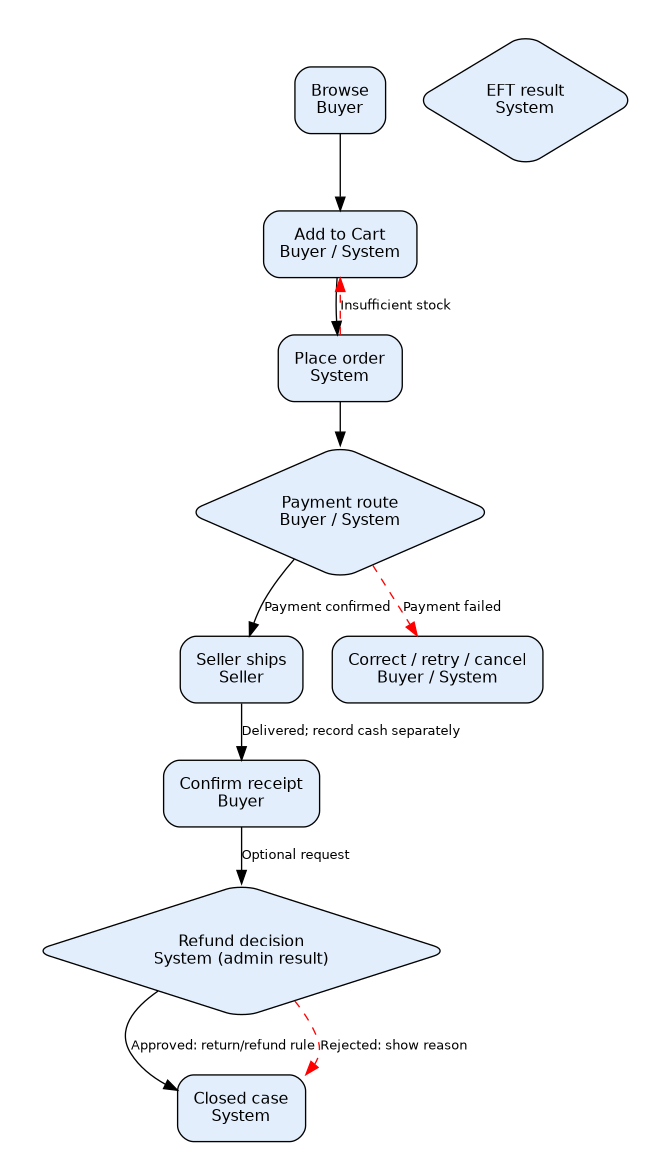 Browse
Buyer
EFT result
System
Add to Cart
Buyer / System
Insufficient stock
Place order
System
Payment route
Buyer / System
Payment confirmed
Payment failed
Seller ships
Seller
Correct / retry / cancel
Buyer / System
Delivered; record cash separately
Confirm receipt
Buyer
Optional request
Refund decision
System (admin result)
Approved: return/refund rule
Rejected: show reason
Closed case
System